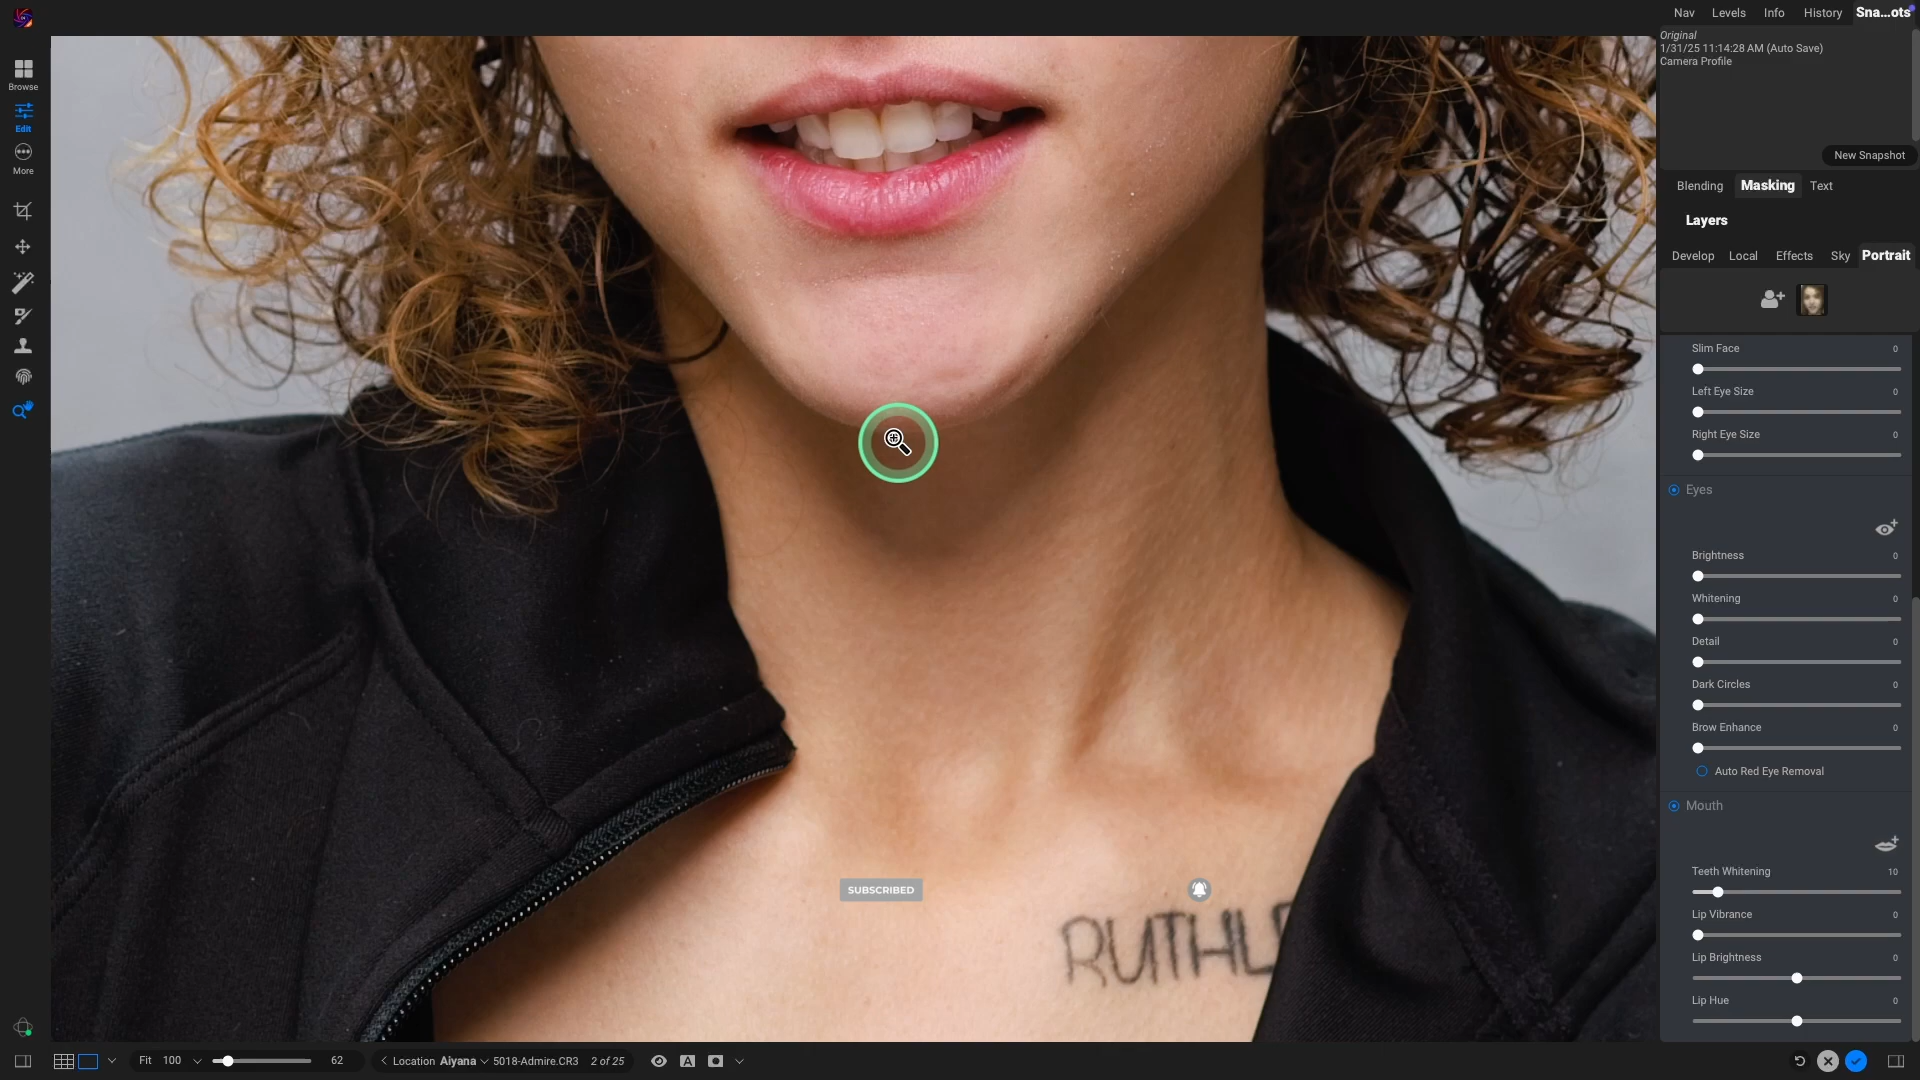 Nav Levels Info History Sna...ots
Original
1/31/25 11:14:28 AM (Auto Save)
Camera Profile
New Snapshot
Browse
Edit
More
Blending Masking Text
Layers
Develop Local Effects Sky Portrait
Slim Face 0
Left Eye Size 0
Right Eye Size 0
Eyes
Brightness 0
Whitening 0
Detail 0
Dark Circles 0
Brow Enhance 0
Auto Red Eye Removal
Mouth
Teeth Whitening 10
Lip Vibrance 0
Lip Brightness 0
Lip Hue 0
SUBSCRIBED
RUTHL
Fit 100 62 Location Aiyana 5018-Admire.CR3 2 of 25 A